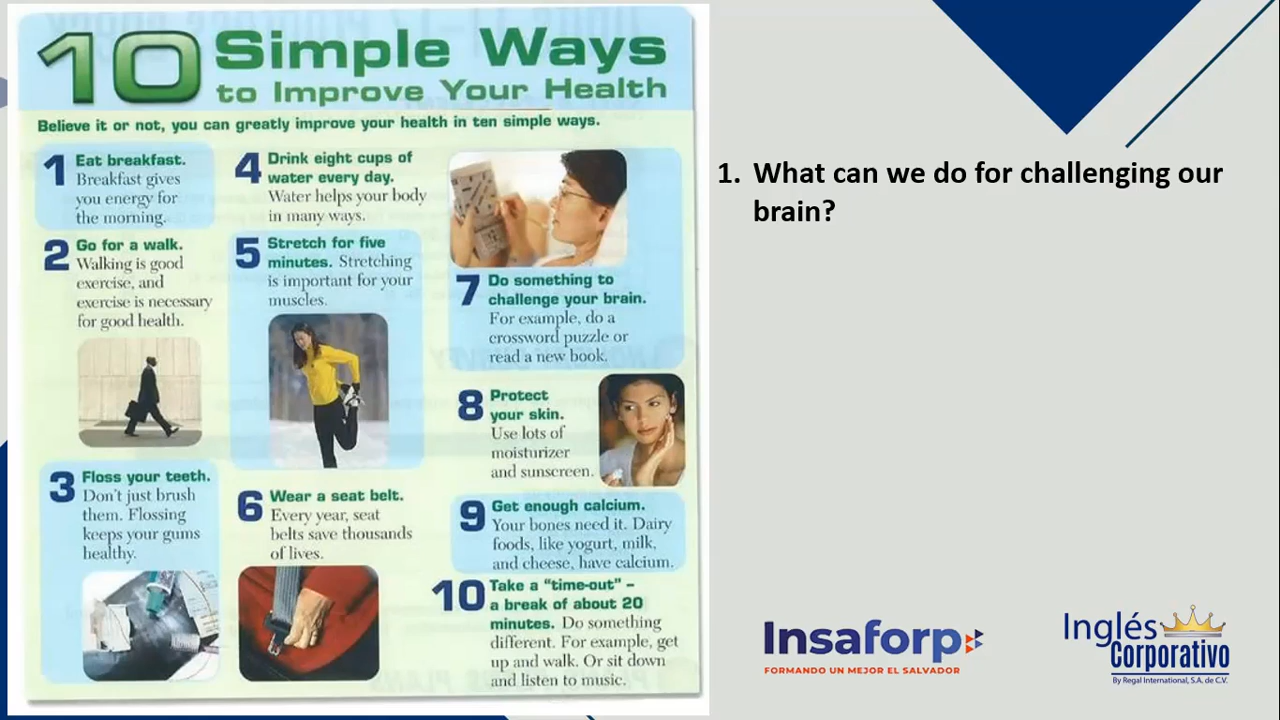 10 Simple Ways
to Improve Your Health
Believe it or not, you can greatly improve your health in ten simple ways.
1 Eat breakfast.
Breakfast gives
you energy for
the morning.
2 Go for a walk.
Walking is good
exercise, and
exercise is necessary
for good health.
3 Floss your teeth.
Don't just brush
them. Flossing
keeps your gums
healthy.
4 Drink eight cups of
water every day.
Water helps your body
in many ways.
5 Stretch for five
minutes. Stretching
is important for your
muscles.
6 Wear a seat belt.
Every year, seat
belts save thousands
of lives.
7 Do something to
challenge your brain.
For example, do a
crossword puzzle or
read a new book.
8 Protect
your skin.
Use lots of
moisturizer
and sunscreen.
9 Get enough calcium.
Your bones need it. Dairy
foods, like yogurt, milk,
and cheese, have calcium.
10 Take a "time-out" –
a break of about 20
minutes. Do something
different. For example, get
up and walk. Or sit down
and listen to music.
1. What can we do for challenging our
brain?
Insaforp
FORMANDO UN MEJOR EL SALVADOR
Inglés
Corporativo
By Regal International, S.A. de C.V.